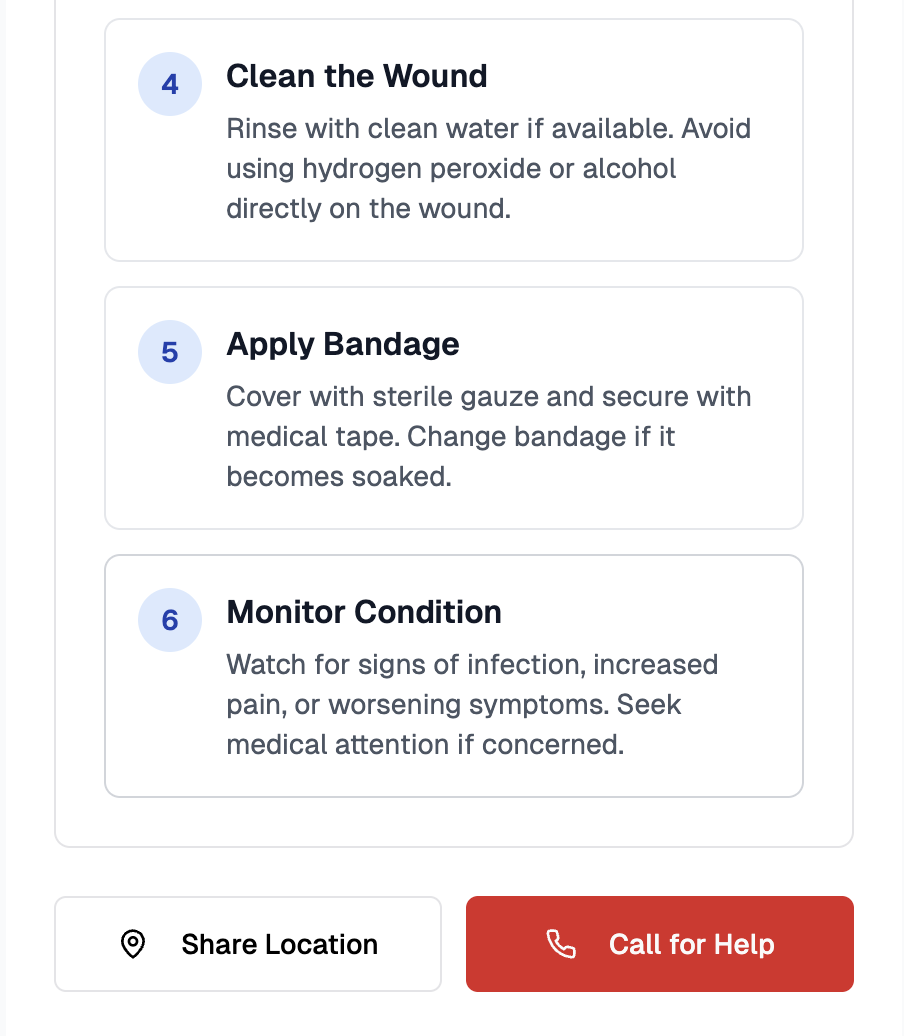 4
Clean the Wound
Rinse with clean water if available. Avoid
using hydrogen peroxide or alcohol
directly on the wound.
5
Apply Bandage
Cover with sterile gauze and secure with
medical tape. Change bandage if it
becomes soaked.
6
Monitor Condition
Watch for signs of infection, increased
pain, or worsening symptoms. Seek
medical attention if concerned.
Share Location
Call for Help